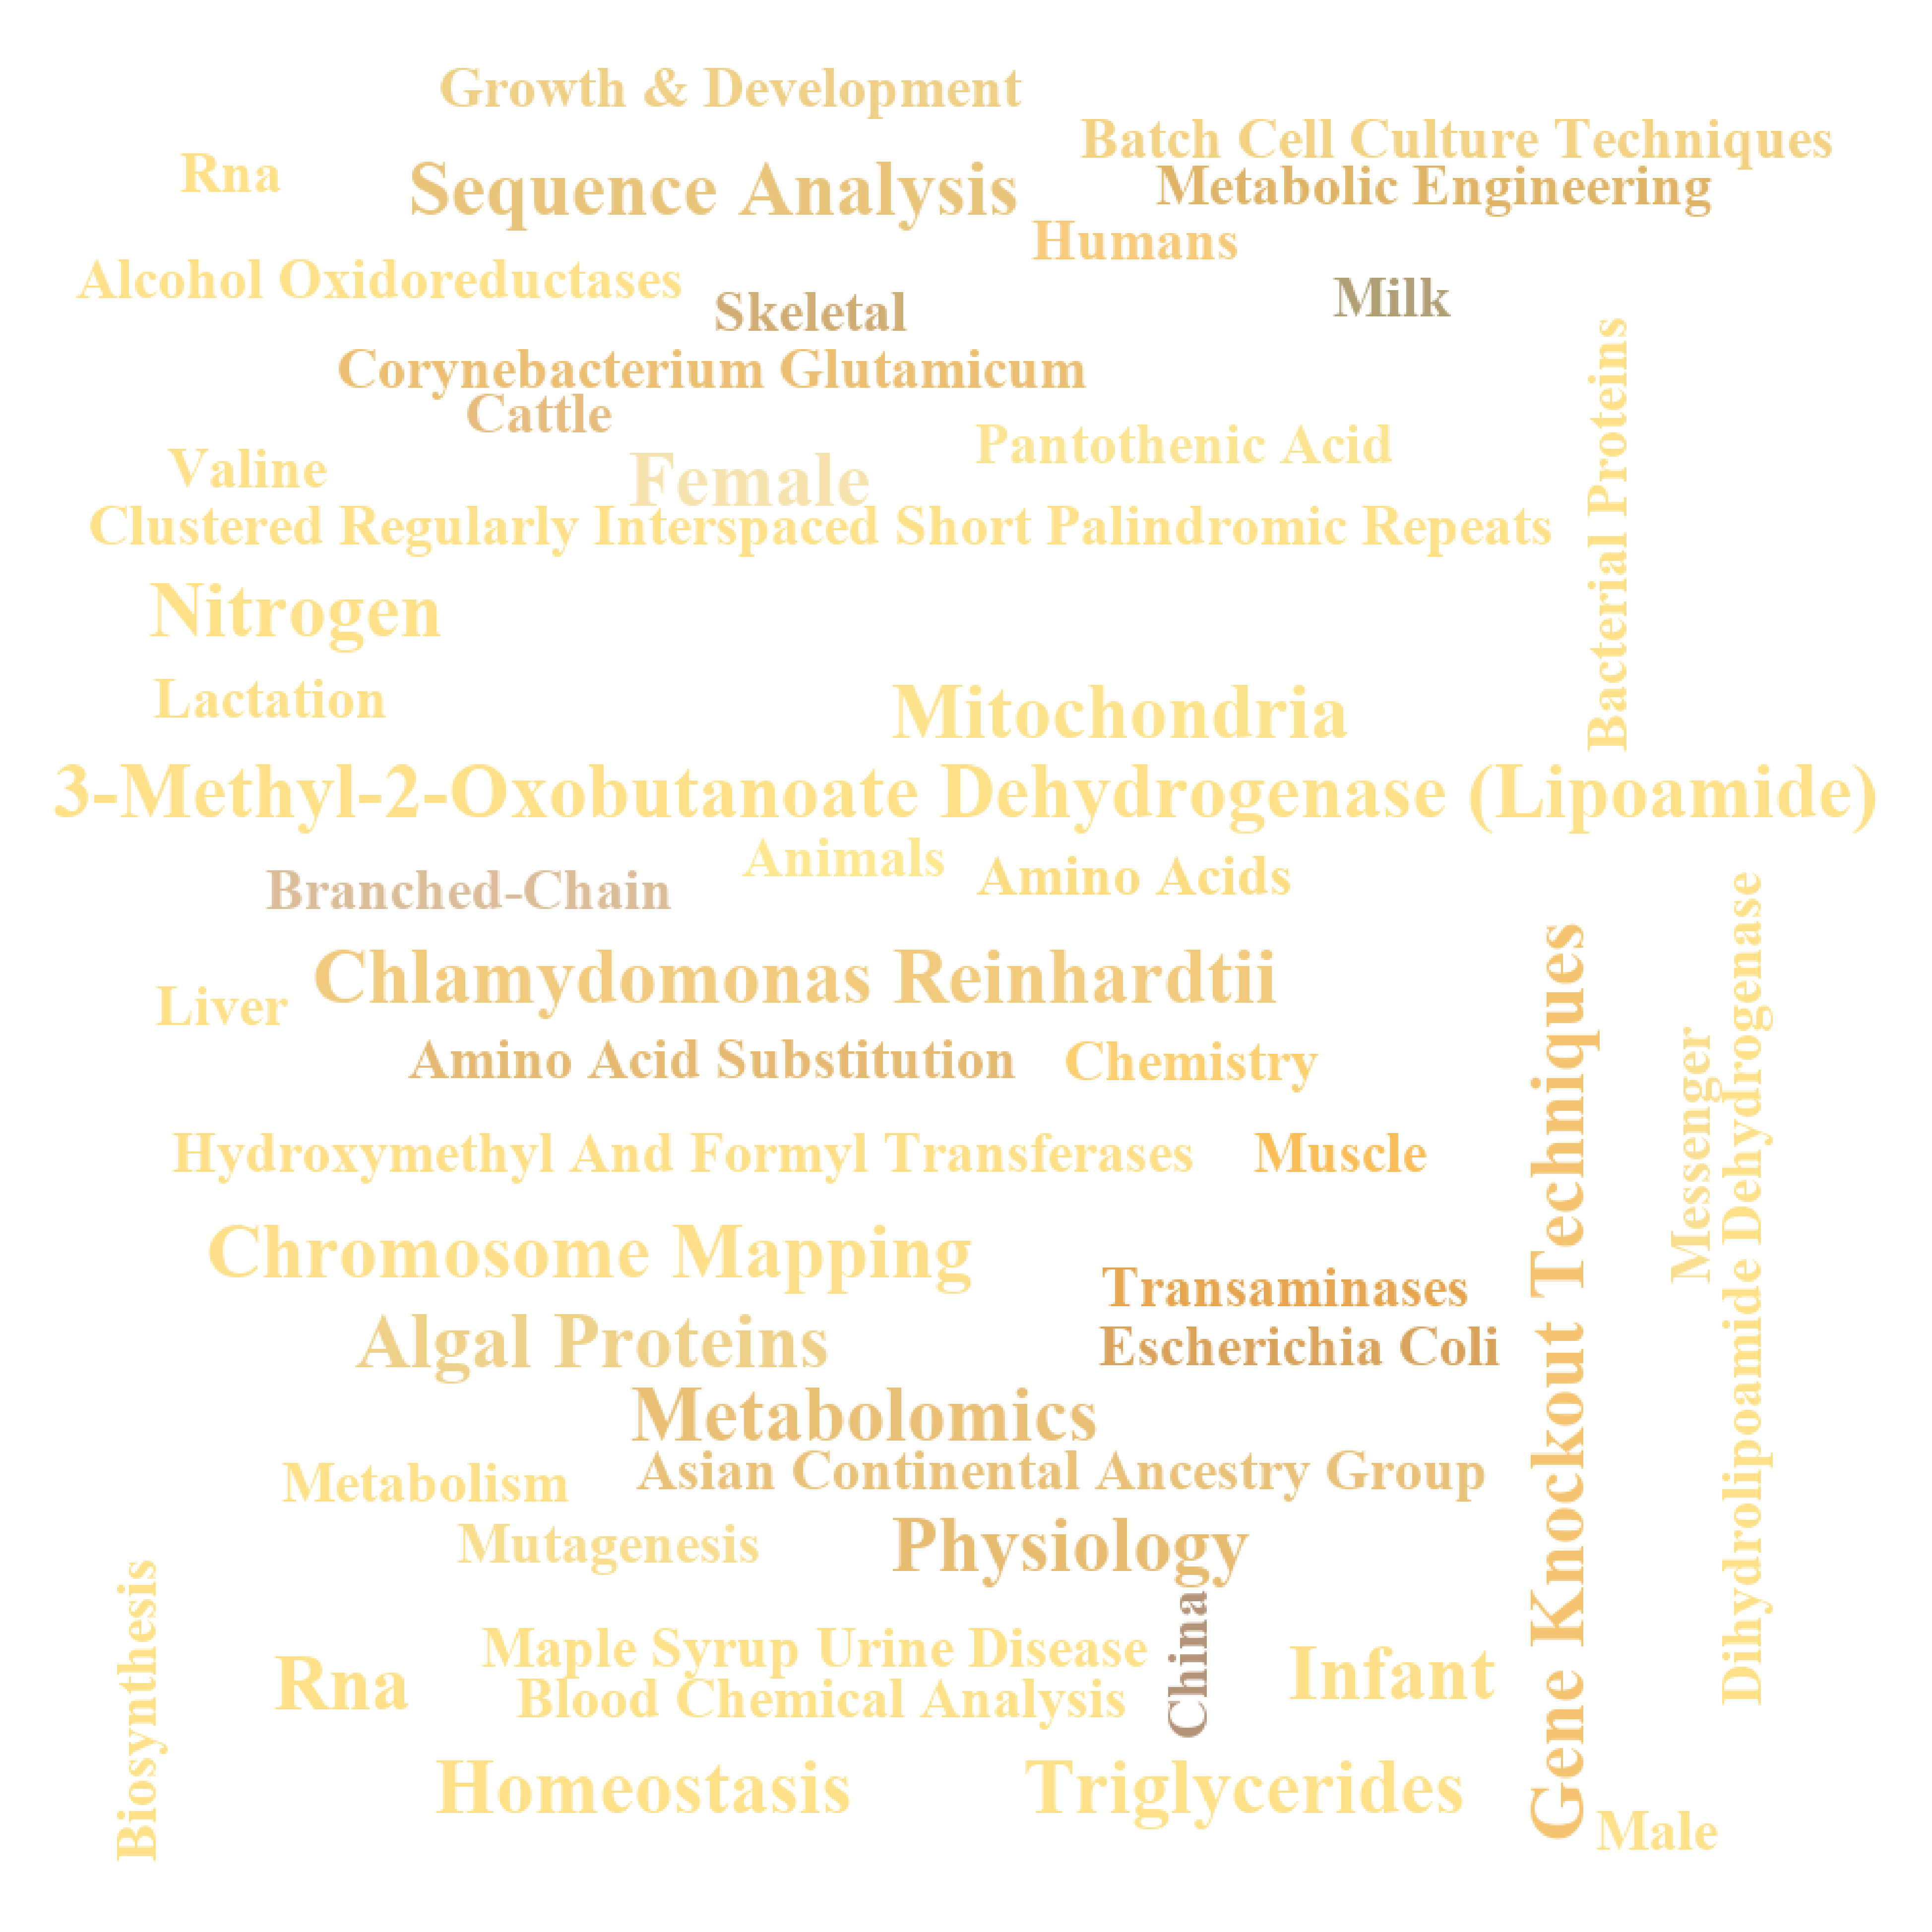 Growth & Development
Batch Cell Culture Techniques
Rna
Sequence Analysis
Metabolic Engineering
Humans
Alcohol Oxidoreductases
Skeletal
Milk
Corynebacterium Glutamicum
Cattle
Bacterial Proteins
Valine
Female
Pantothenic Acid
Clustered Regularly Interspaced Short Palindromic Repeats
Nitrogen
Lactation
Mitochondria
3-Methyl-2-Oxobutanoate Dehydrogenase (Lipoamide)
Animals
Amino Acids
Branched-Chain
Chlamydomonas Reinhardtii
Liver
Amino Acid Substitution
Chemistry
Gene Knockout Techniques
Messenger
Dihydrolipoamide Dehydrogenase
Hydroxymethyl And Formyl Transferases
Muscle
Chromosome Mapping
Transaminases
Algal Proteins
Escherichia Coli
Metabolomics
Asian Continental Ancestry Group
Metabolism
Mutagenesis
Physiology
China
Biosynthesis
Maple Syrup Urine Disease
Rna
Blood Chemical Analysis
Infant
Homeostasis
Triglycerides
Male